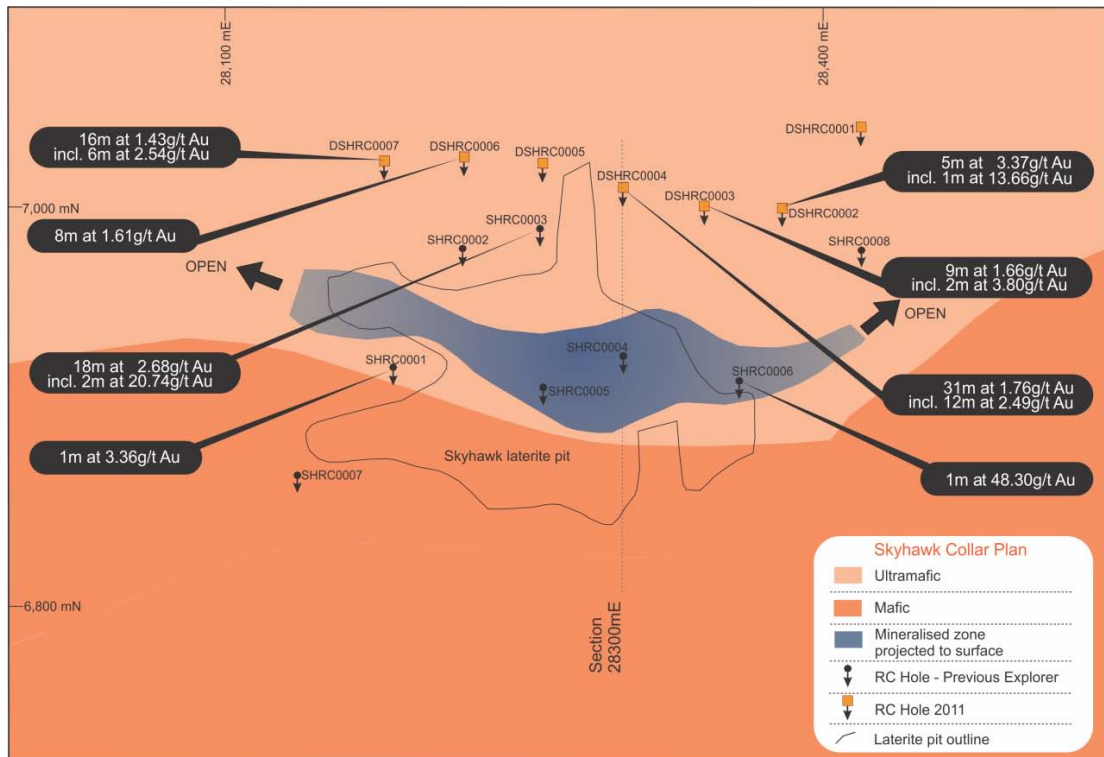 28,100 mE
28,400 mE
DSHRC0001
16m at 1.43g/t Au
incl. 6m at 2.54g/t Au
DSHRC0007
DSHRC0006
DSHRC0005
DSHRC0004
DSHRC0003
DSHRC0002
5m at 3.37g/t Au
incl. 1m at 13.66g/t Au
7,000 mN
8m at 1.61g/t Au
SHRC0003
SHRC0002
SHRC0008
OPEN
9m at 1.66g/t Au
incl. 2m at 3.80g/t Au
OPEN
18m at 2.68g/t Au
incl. 2m at 20.74g/t Au
SHRC0001
SHRC0004
SHRC0005
SHRC0006
31m at 1.76g/t Au
incl. 12m at 2.49g/t Au
1m at 3.36g/t Au
Skyhawk laterite pit
SHRC0007
1m at 48.30g/t Au
6,800 mN
Section
28300mE
Skyhawk Collar Plan
Ultramafic
Mafic
Mineralised zone
projected to surface
RC Hole - Previous Explorer
RC Hole 2011
Laterite pit outline